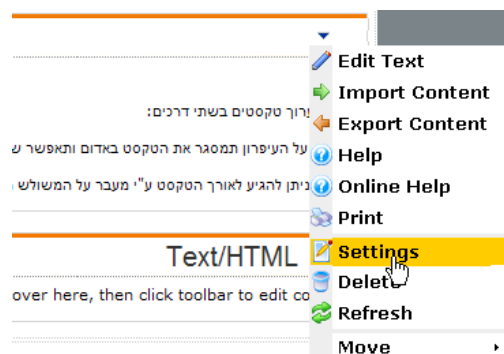 Edit Text
Import Content
Export Content
Help
Online Help
Print
Settings
Delete
Refresh
Move
טקסטים בשתי דרכים:
על העיפרון תמסגר את הטקסט באדום ותאפשר
ניתן להגיע לאורך הטקסט ע"י מעבר על המשולש
Text/HTML
over here, then click toolbar to edit